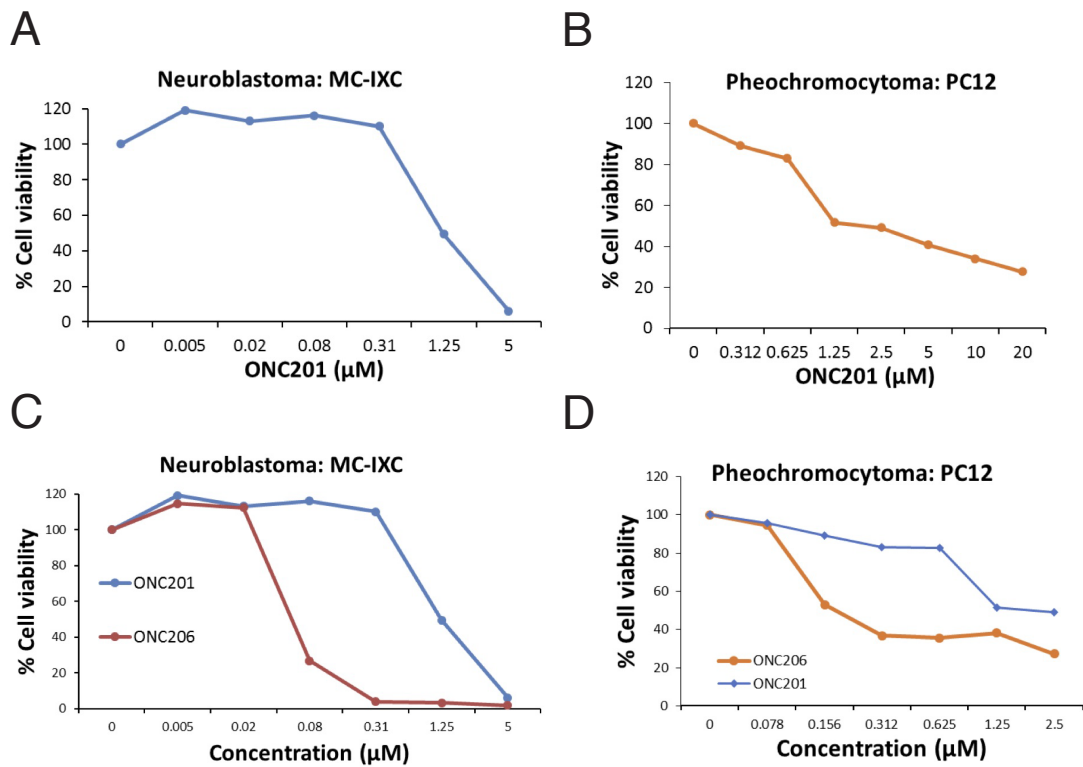 A
Neuroblastoma: MC-IXC
% Cell viability
120
100
80
60
40
20
0
0 0.005 0.02 0.08 0.31 1.25 5
ONC201 (µM)
B
Pheochromocytoma: PC12
% Cell viability
120
100
80
60
40
20
0
0 0.312 0.625 1.25 2.5 5 10 20
ONC201 (µM)
C
Neuroblastoma: MC-IXC
% Cell viability
120
100
80
60
40
20
0
ONC201
ONC206
0 0.005 0.02 0.08 0.31 1.25 5
Concentration (µM)
D
Pheochromocytoma: PC12
% Cell viability
120
100
80
60
40
20
0
ONC206
ONC201
0 0.078 0.156 0.312 0.625 1.25 2.5
Concentration (µM)